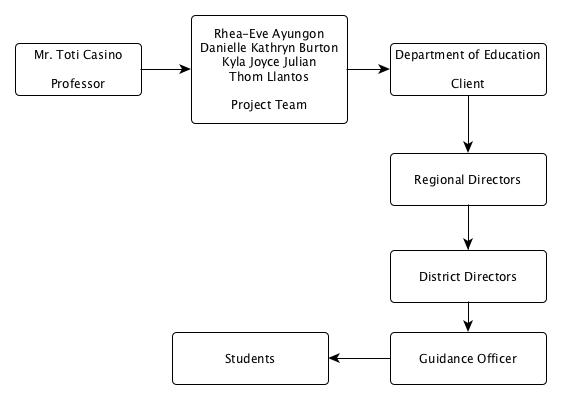 Mr. Toti Casino
Professor
Rhea-Eve Ayungon
Danielle Kathryn Burton
Kyla Joyce Julian
Thom Llantos
Project Team
Department of Education
Client
Regional Directors
District Directors
Guidance Officer
Students